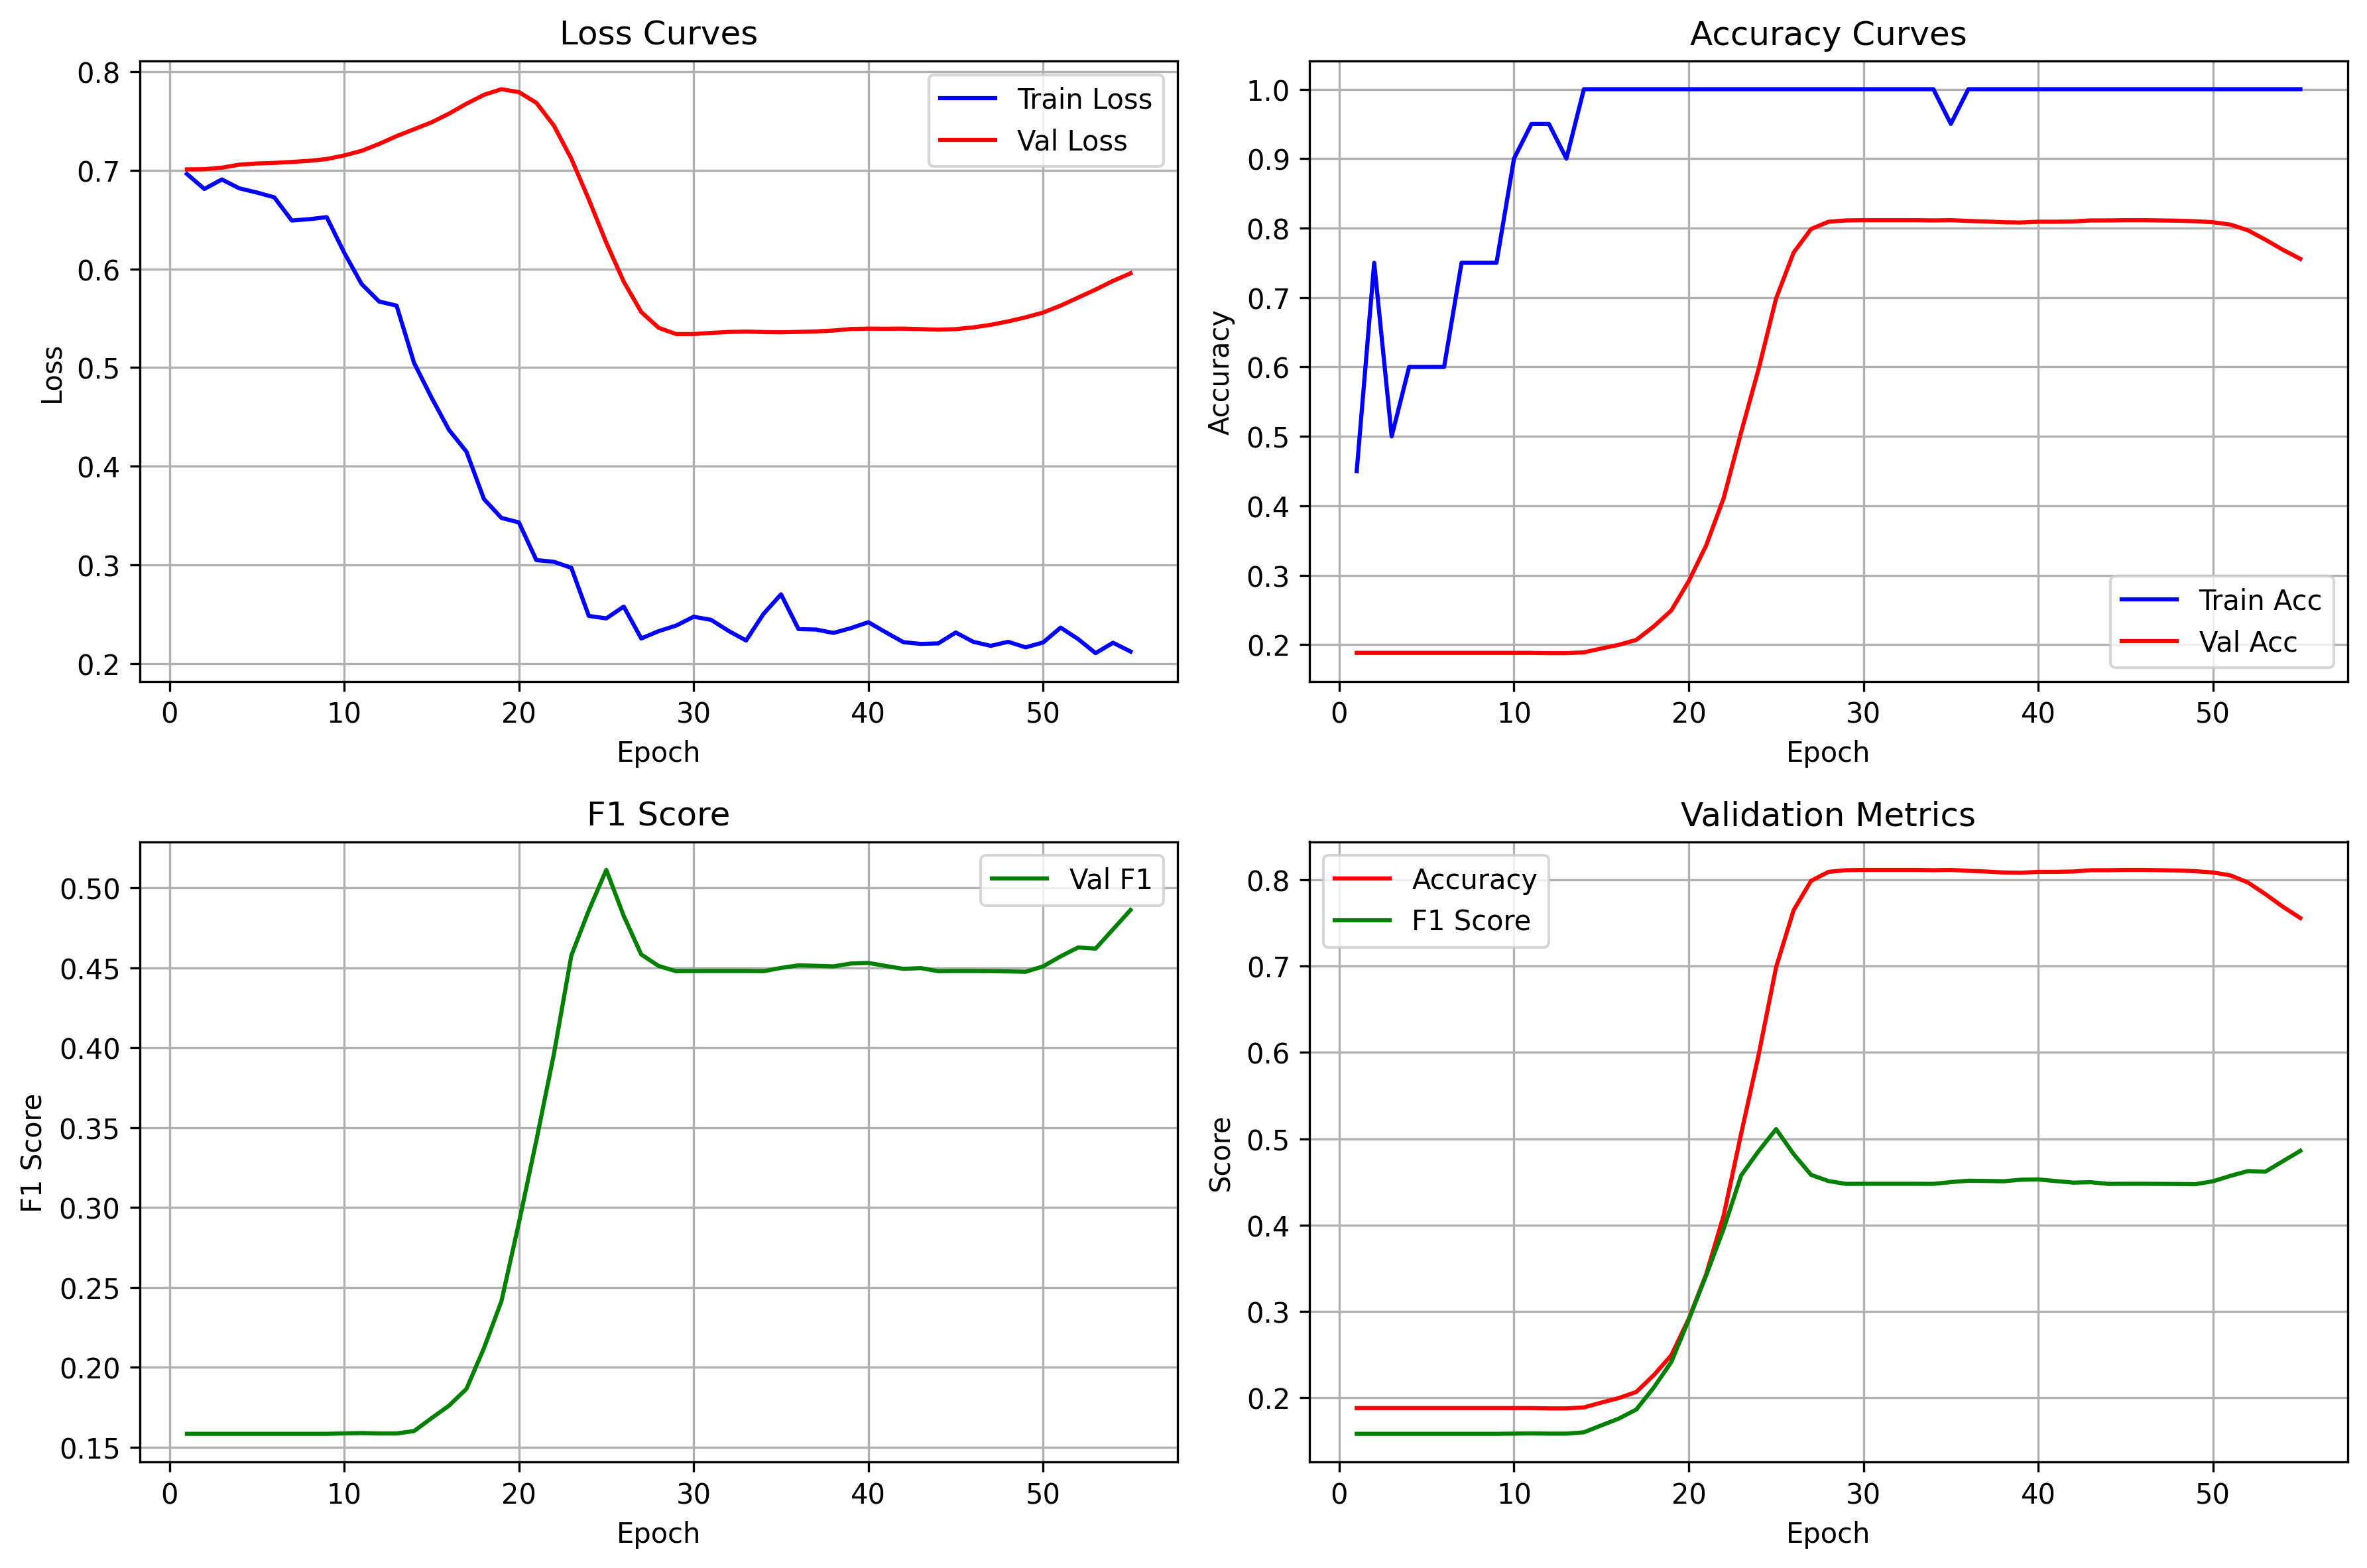 Loss Curves
0.8
0.7
0.6
0.5
0.4
0.3
0.2
Loss
Train Loss
Val Loss
0 10 20 30 40 50
Epoch
Accuracy Curves
1.0
0.9
0.8
0.7
0.6
0.5
0.4
0.3
0.2
Accuracy
Train Acc
Val Acc
0 10 20 30 40 50
Epoch
F1 Score
0.50
0.45
0.40
0.35
0.30
0.25
0.20
0.15
F1 Score
Val F1
0 10 20 30 40 50
Epoch
Validation Metrics
0.8
0.7
0.6
0.5
0.4
0.3
0.2
Score
Accuracy
F1 Score
0 10 20 30 40 50
Epoch